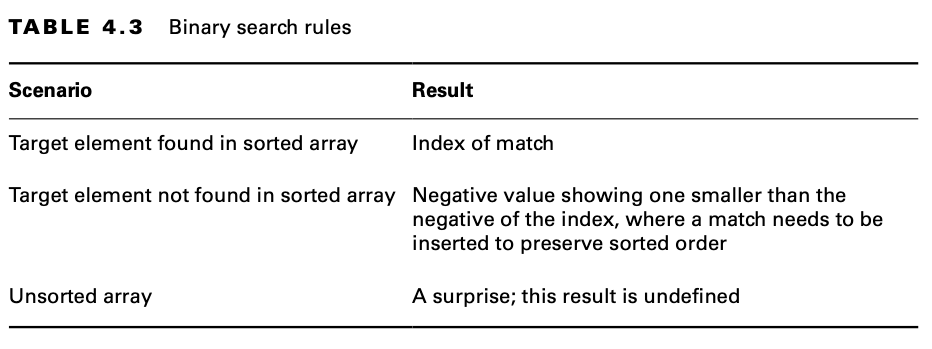 TABLE 4.3 Binary search rules
Scenario Result
Target element found in sorted array Index of match
Target element not found in sorted array Negative value showing one smaller than the
negative of the index, where a match needs to be
inserted to preserve sorted order
Unsorted array A surprise; this result is undefined